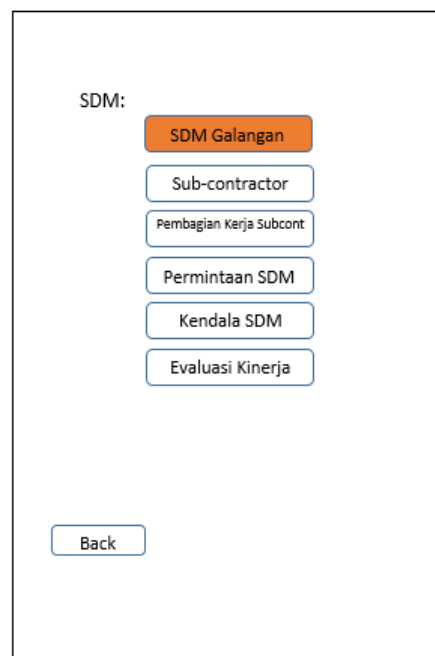 SDM:
SDM Galangan
Sub-contractor
Pembagian Kerja Subcont
Permintaan SDM
Kendala SDM
Evaluasi Kinerja
Back